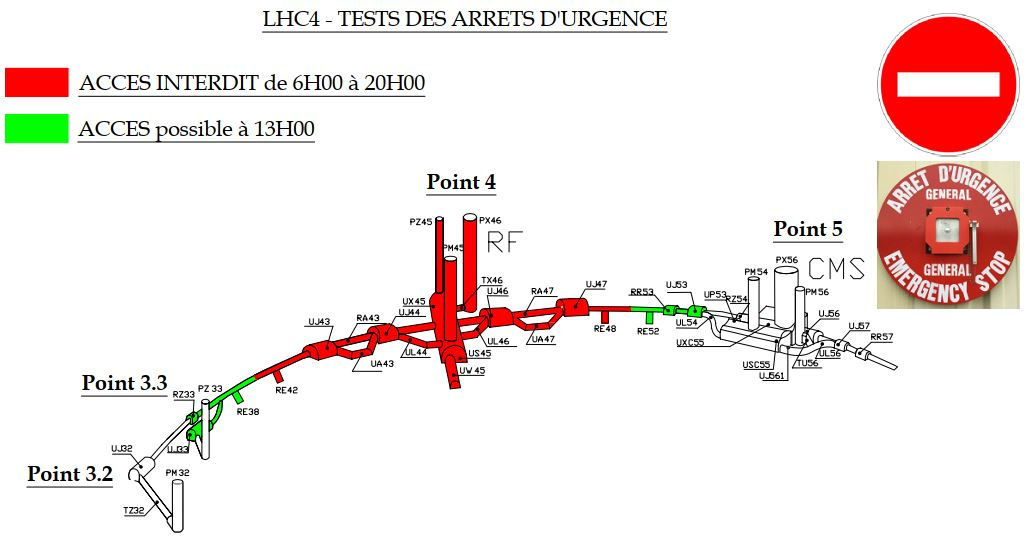 LHC4 - TESTS DES ARRETS D'URGENCE
ACCES INTERDIT de 6H00 à 20H00
ACCES possible à 13H00
ARRET D'URGENCE
GENERAL
GENERAL
EMERGENCY STOP
Point 4
PZ45
PX46
PM45
RF
TX46
UJ46
UX45
RA47
UJ47
UJ44
RA43
UJ43
UL44
UA43
UL46
UA47
US45
UW45
RE48
RE42
Point 5
PX56
PM54
CMS
PM56
UJ53
RR53
UP53
RZ54
UL54
RE52
UXC55
UJ56
UJ57
RR57
UL56
TU56
USC55
UJ561
Point 3.3
PZ33
RZ33
RE38
UJ33
UJ32
Point 3.2
PM32
TZ32